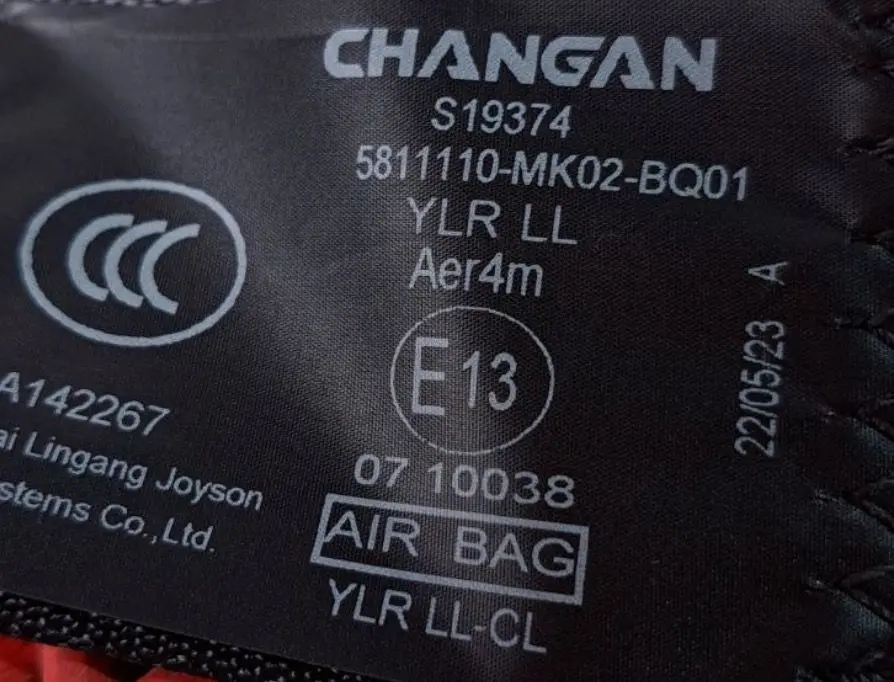 CHANGAN
S19374
5811110-MK02-BQ01
YLR LL
Aer4m
CCC
E13
07 10038
AIR BAG
YLR LL-CL
A142267
Lingang Joyson
Co.,Ltd.
22/05/23 A